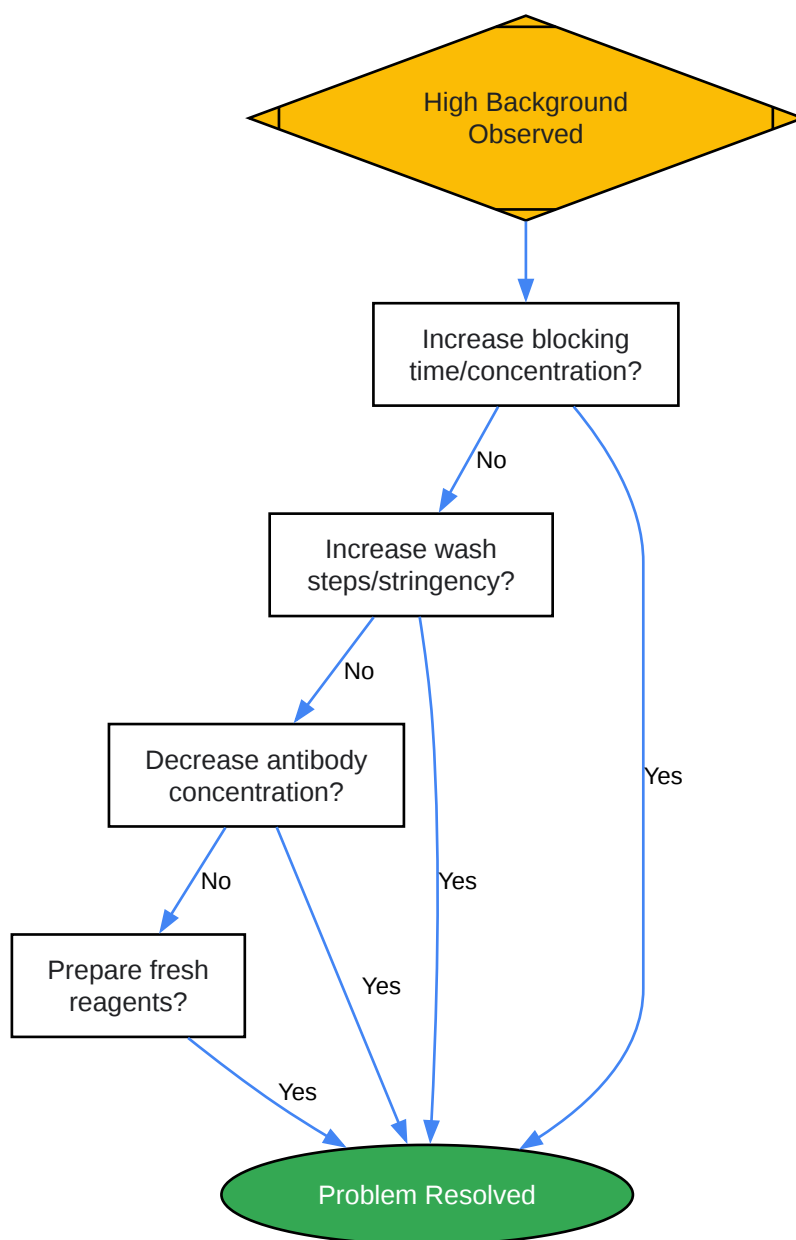 High Background
Observed
Increase blocking
time/concentration?
No
Increase wash
steps/stringency?
No
Decrease antibody
concentration?
Yes
No
Yes
Prepare fresh
reagents?
Yes
Yes
Problem Resolved